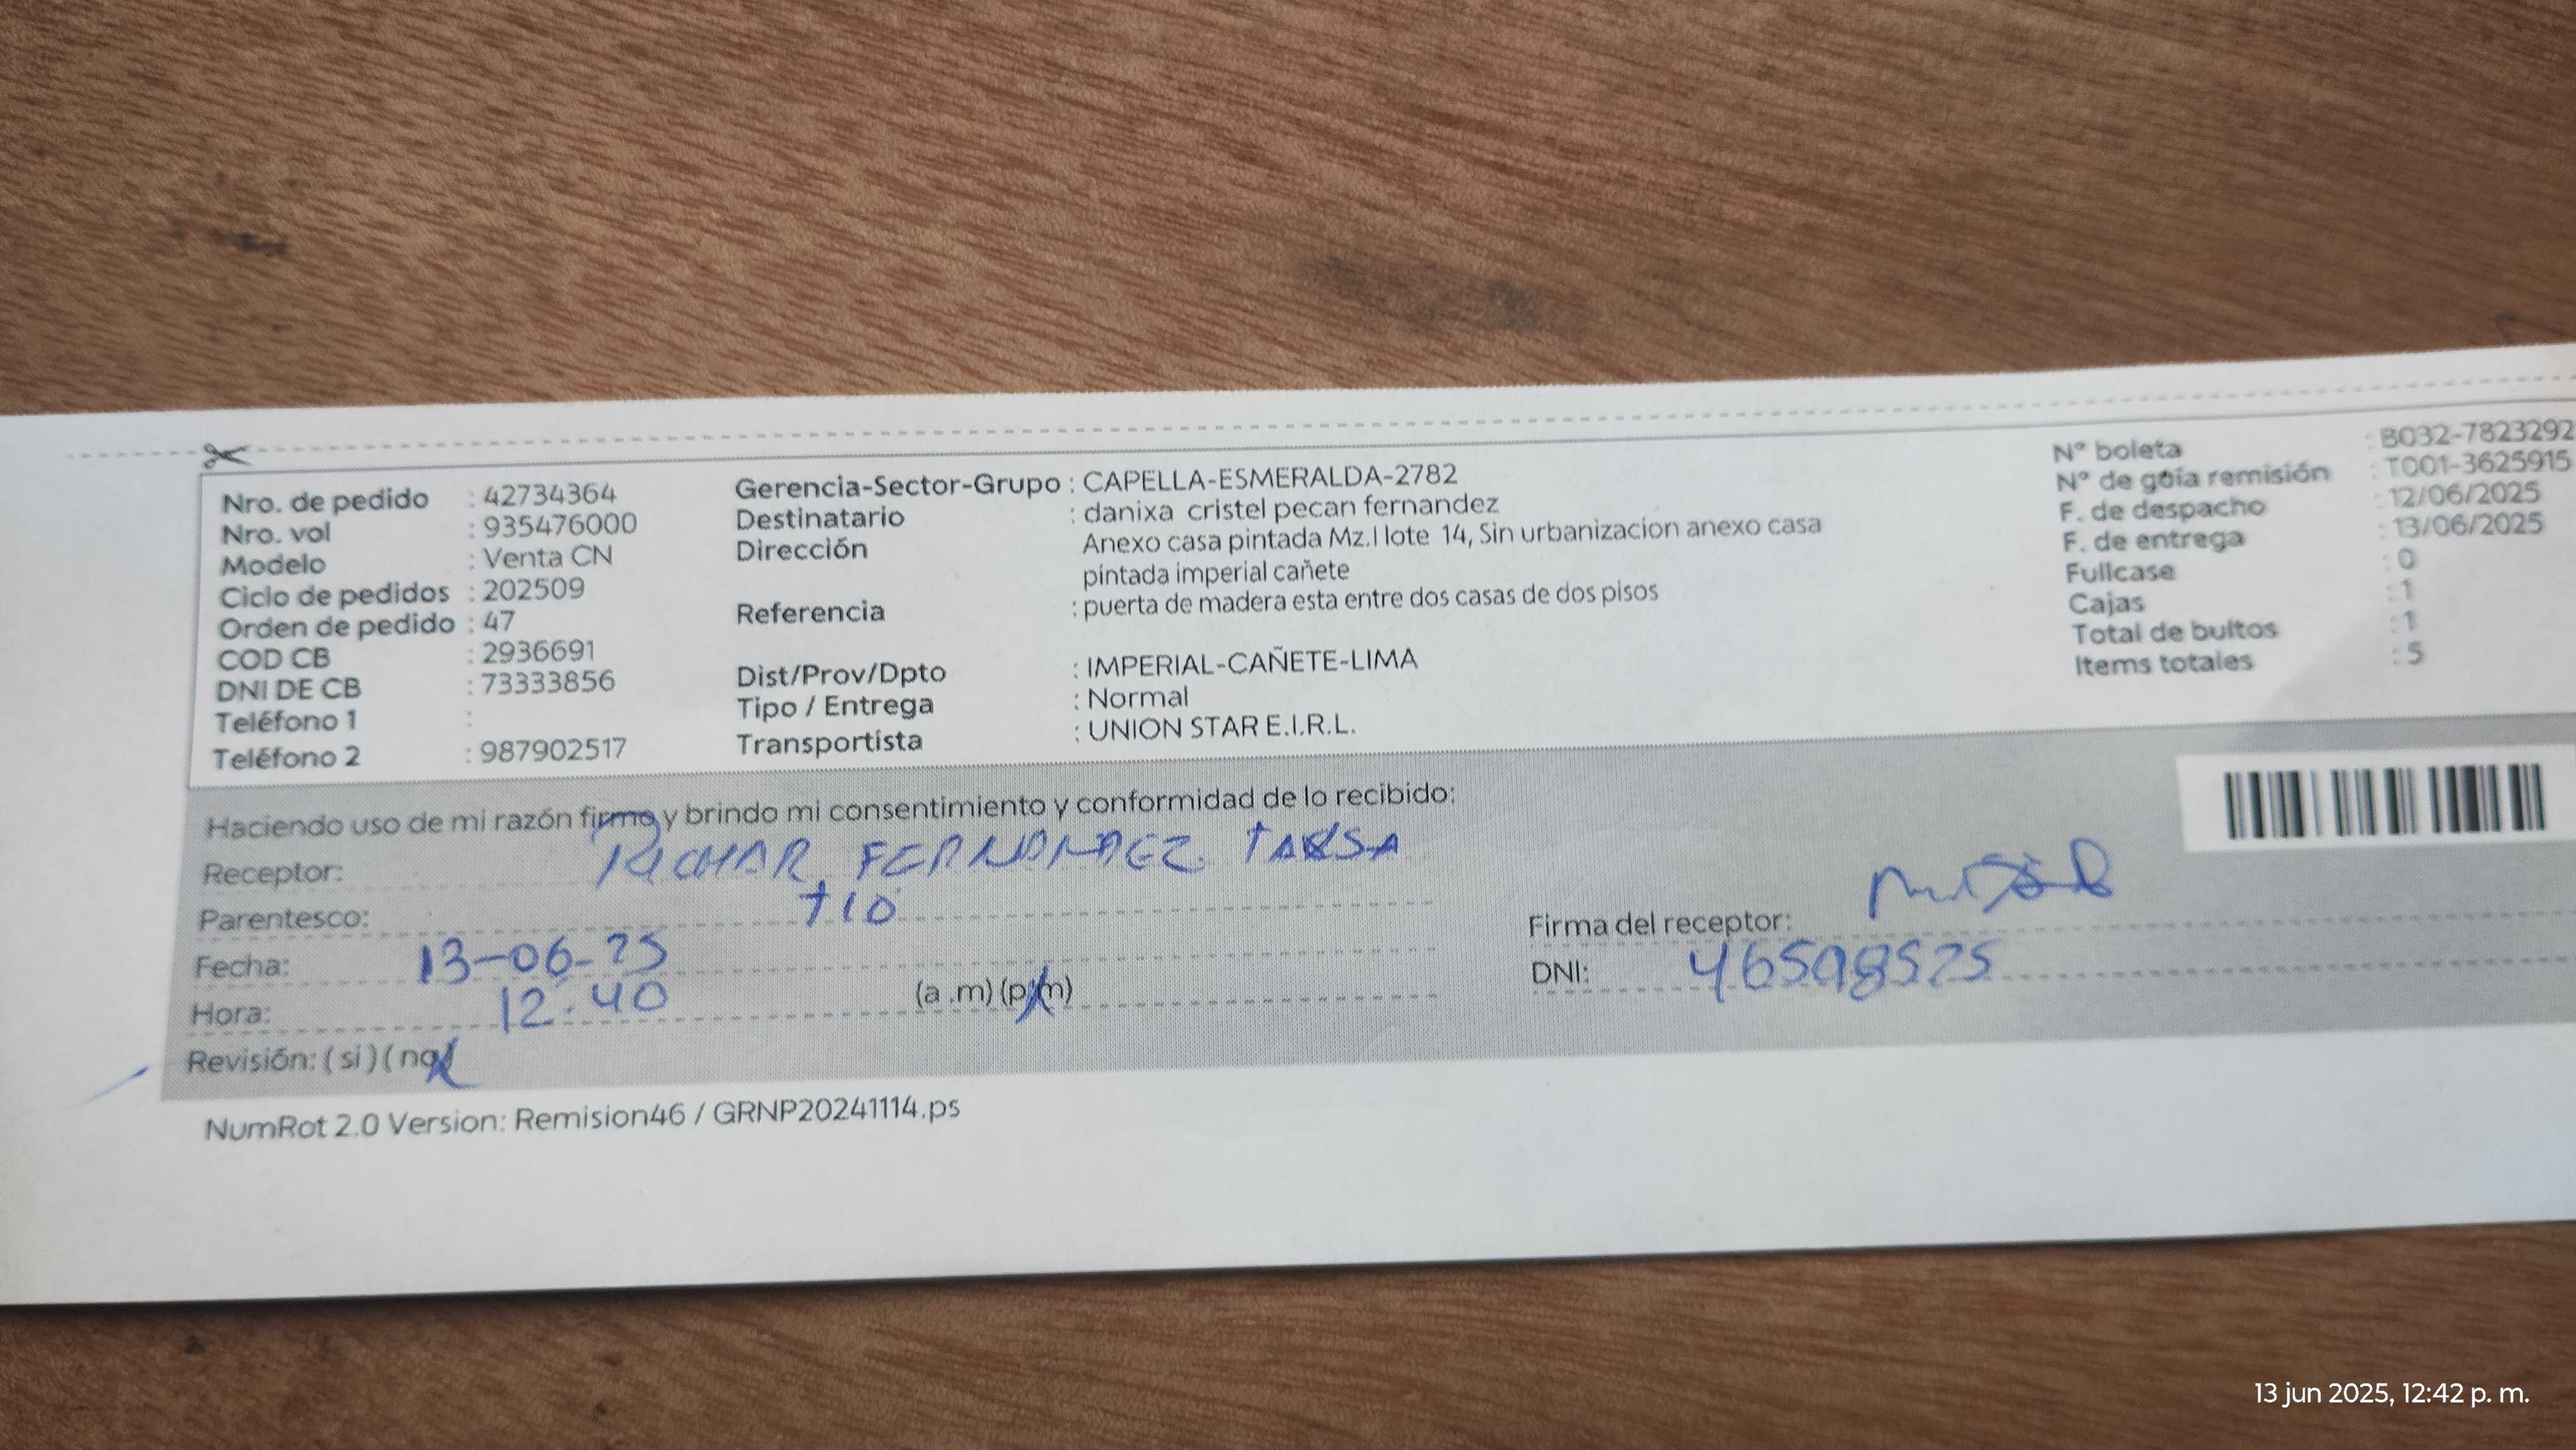 Nro. de pedido : 42734364
Nro. vol : 935476000
Modelo : Venta CN
Ciclo de pedidos : 202509
Orden de pedido : 47
COD CB : 2936691
DNI DE CB : 73333856
Teléfono 1 :
Teléfono 2 : 987902517
Gerencia-Sector-Grupo : CAPELLA-ESMERALDA-2782
Destinatario : danixa cristel pecan fernandez
Dirección Anexo casa pintada Mz.I lote 14, Sin urbanizacion anexo casa
pintada imperial cañete
Referencia : puerta de madera esta entre dos casas de dos pisos
Dist/Prov/Dpto : IMPERIAL-CAÑETE-LIMA
Tipo / Entrega : Normal
Transportista : UNION STAR E.I.R.L.
N° boleta : B032-7823292
N° de guía remisión : T001-3625915
F. de despacho : 12/06/2025
F. de entrega : 13/06/2025
Fullcase : 0
Cajas : 1
Total de bultos : 1
Items totales : 5
Haciendo uso de mi razón firmo y brindo mi consentimiento y conformidad de lo recibido:
Receptor: RICHAR FERNANDEZ
Parentesco: TIO
Fecha: 13-06-25
Hora: 12:40 (a .m) (p.m)
Revisión: ( si ) ( no )
Firma del receptor:
DNI: 46598525
NumRot 2.0 Version: Remision46 / GRNP20241114.ps
13 jun 2025, 12:42 p. m.